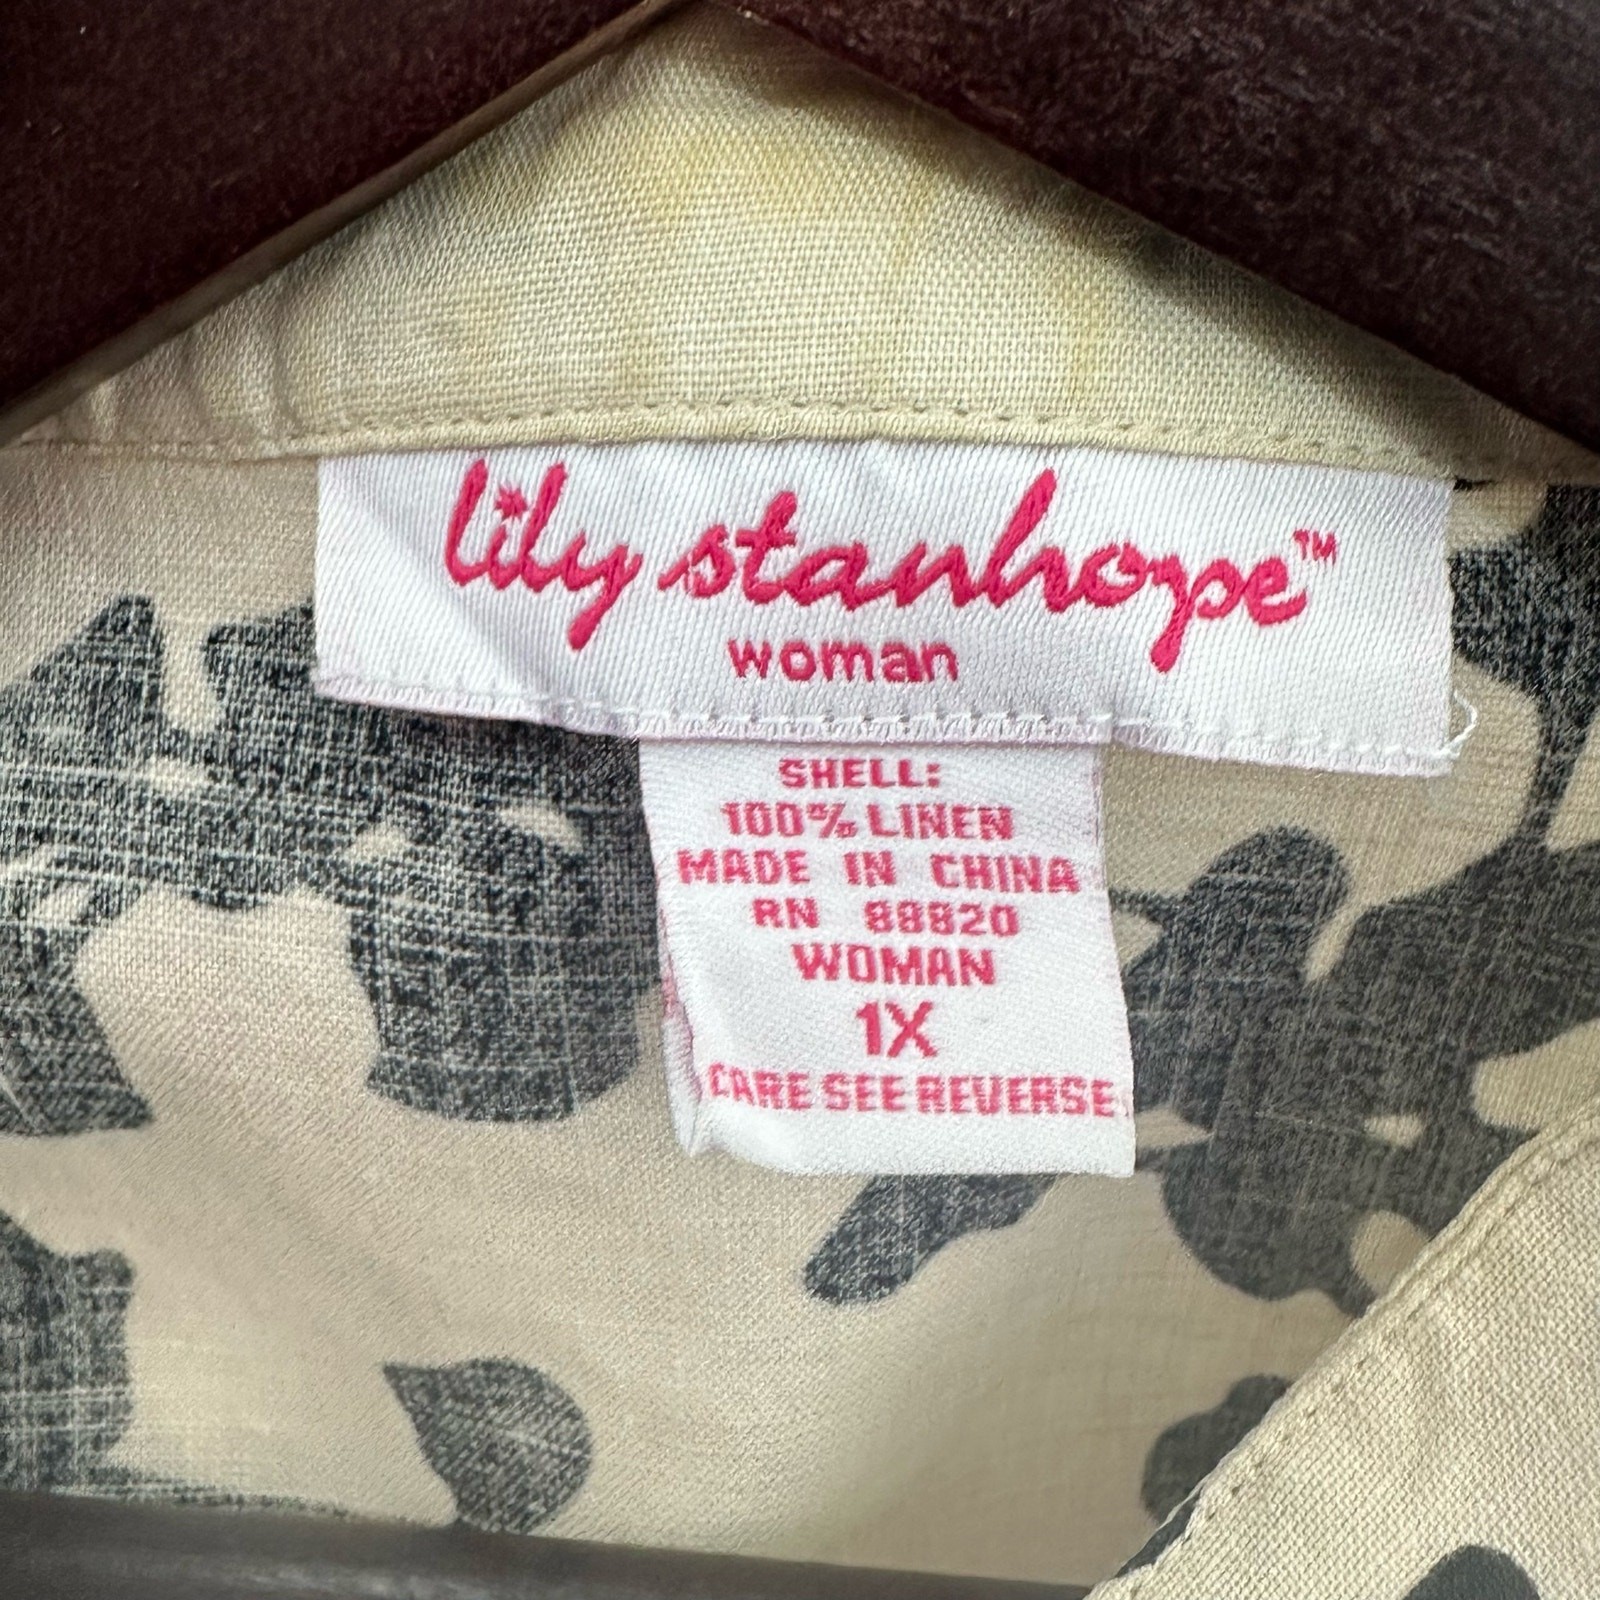 lily stanhope™
woman
SHELL:
100% LINEN
MADE IN CHINA
RN 88820
WOMAN
1X
CARE SEE REVERSE